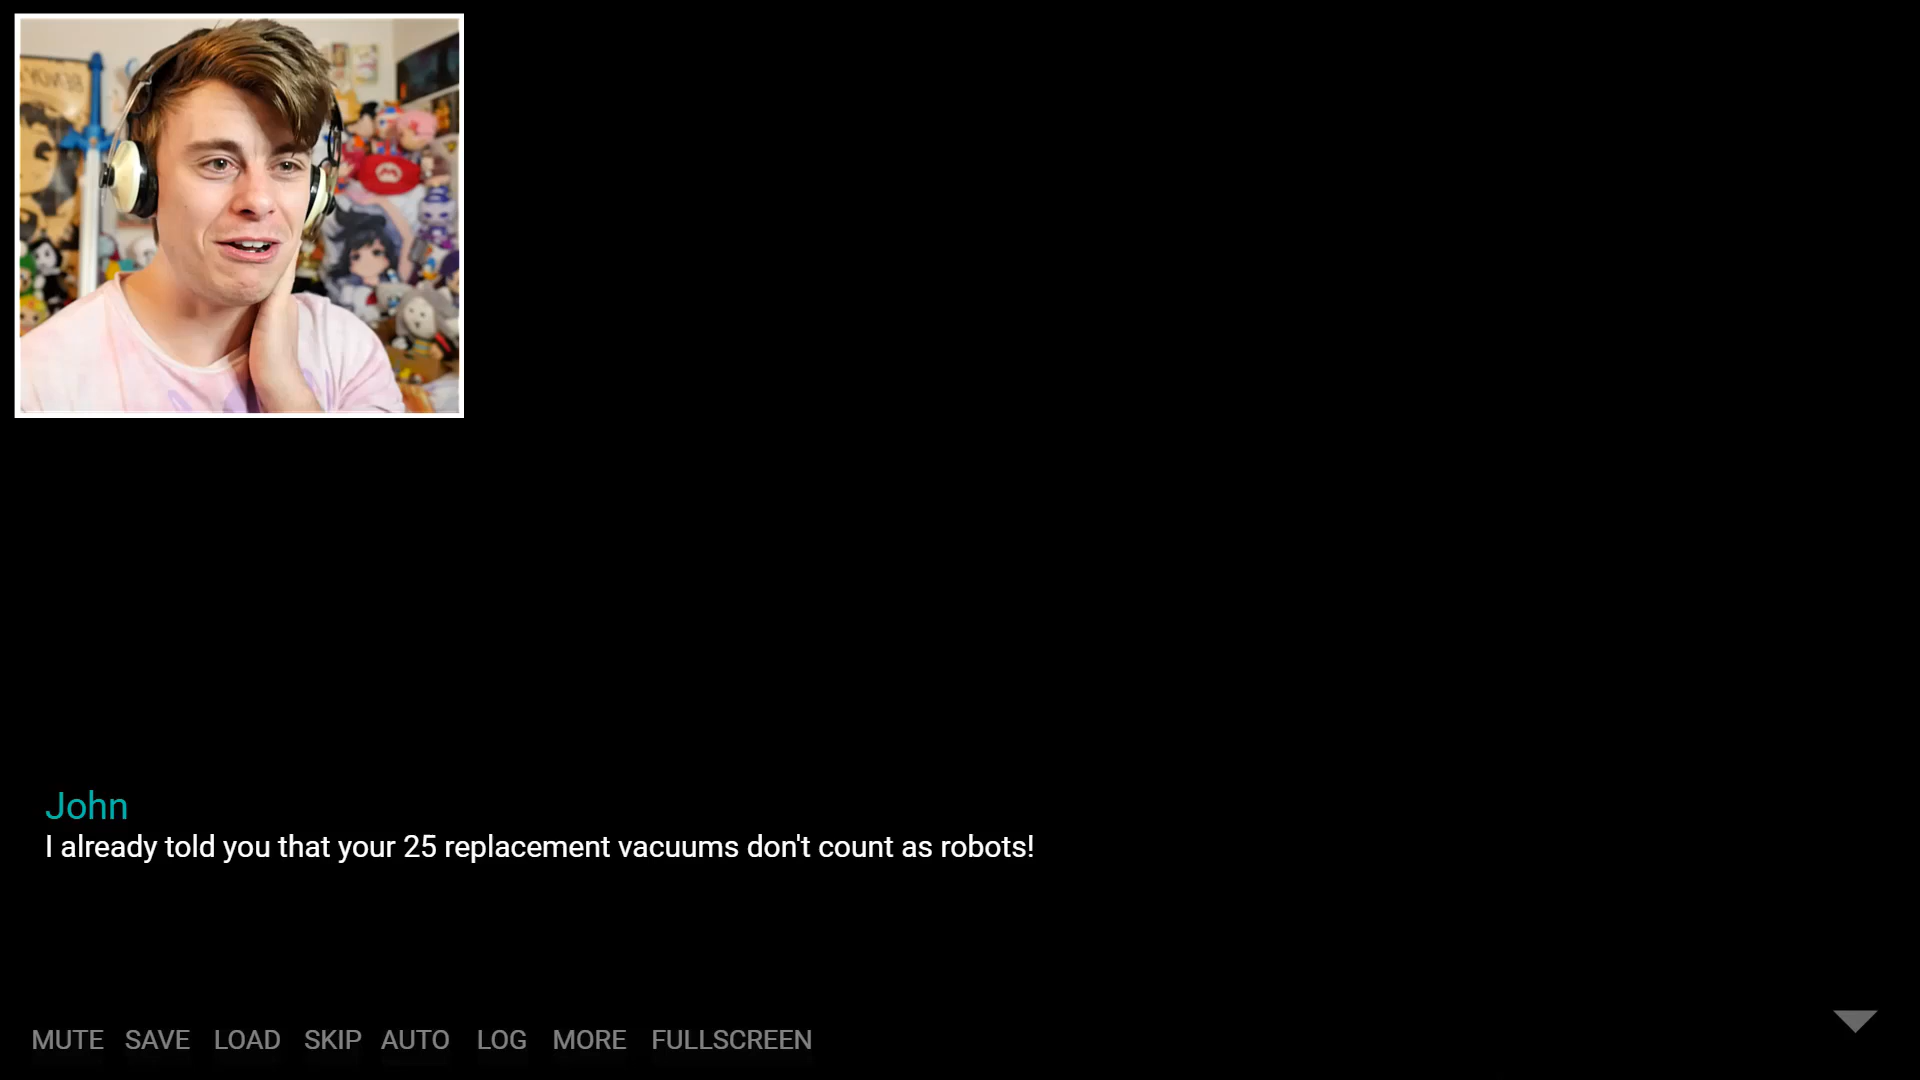 John
I already told you that your 25 replacement vacuums don't count as robots!
MUTE SAVE LOAD SKIP AUTO LOG MORE FULLSCREEN